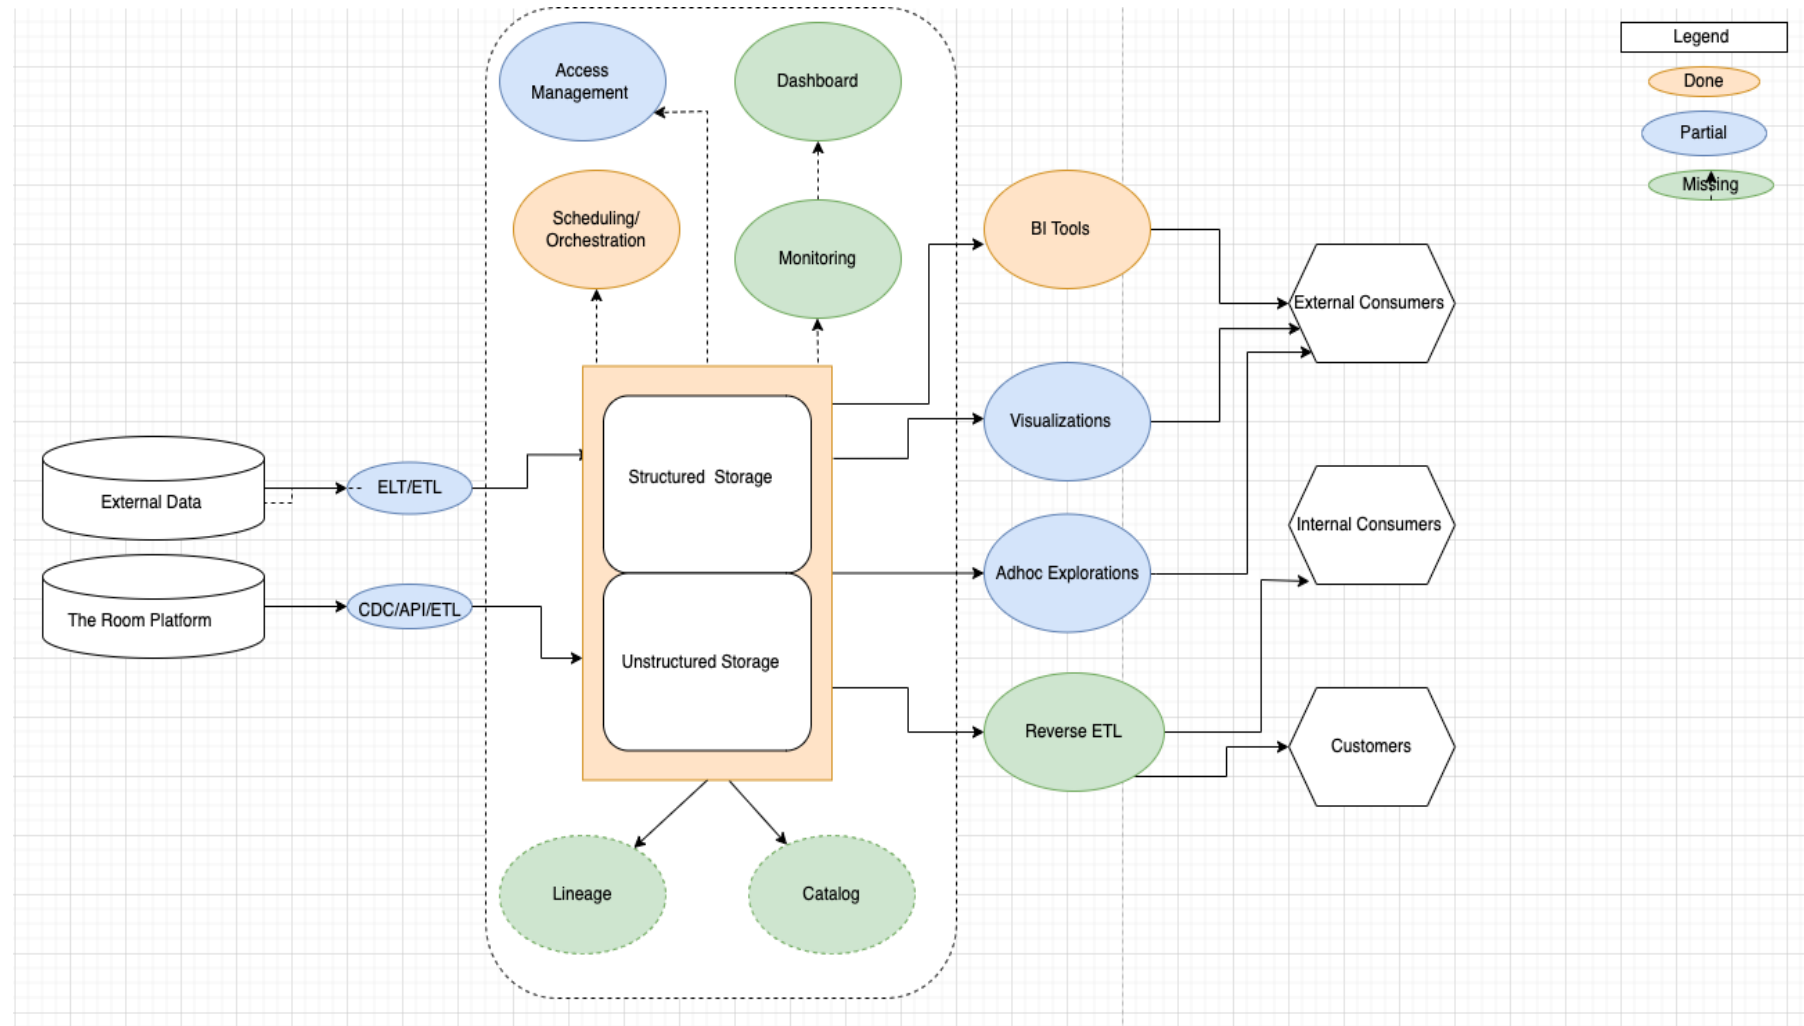 Legend
Done
Partial
Missing
Access
Management
Dashboard
Scheduling/
Orchestration
Monitoring
BI Tools
External Consumers
Visualizations
Structured  Storage
External Data
ELT/ETL
Internal Consumers
Adhoc Explorations
The Room Platform
CDC/API/ETL
Unstructured Storage
Reverse ETL
Customers
Lineage
Catalog